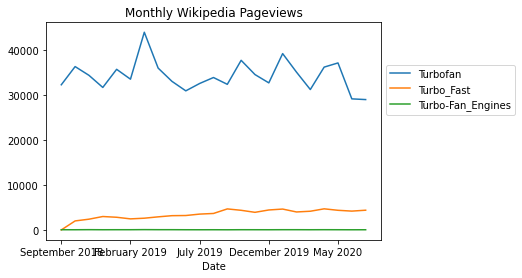 Monthly Wikipedia Pageviews
40000
30000
20000
10000
0
Turbofan
Turbo_Fast
Turbo-Fan_Engines
September 2018 February 2019 July 2019 December 2019 May 2020
Date